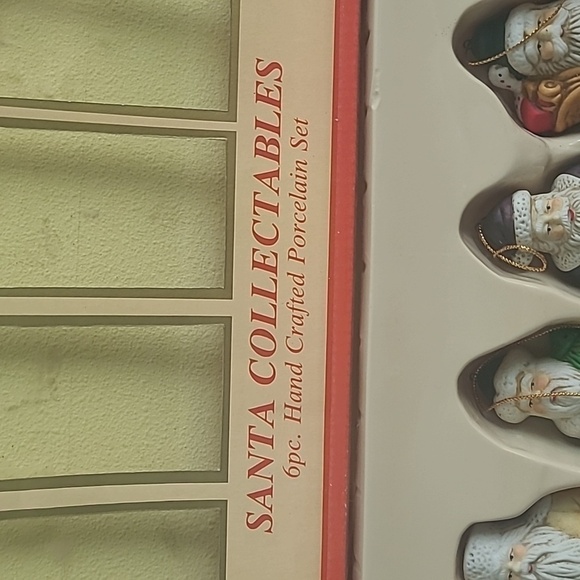 SANTA COLLECTABLES
6pc. Hand Crafted Porcelain Set